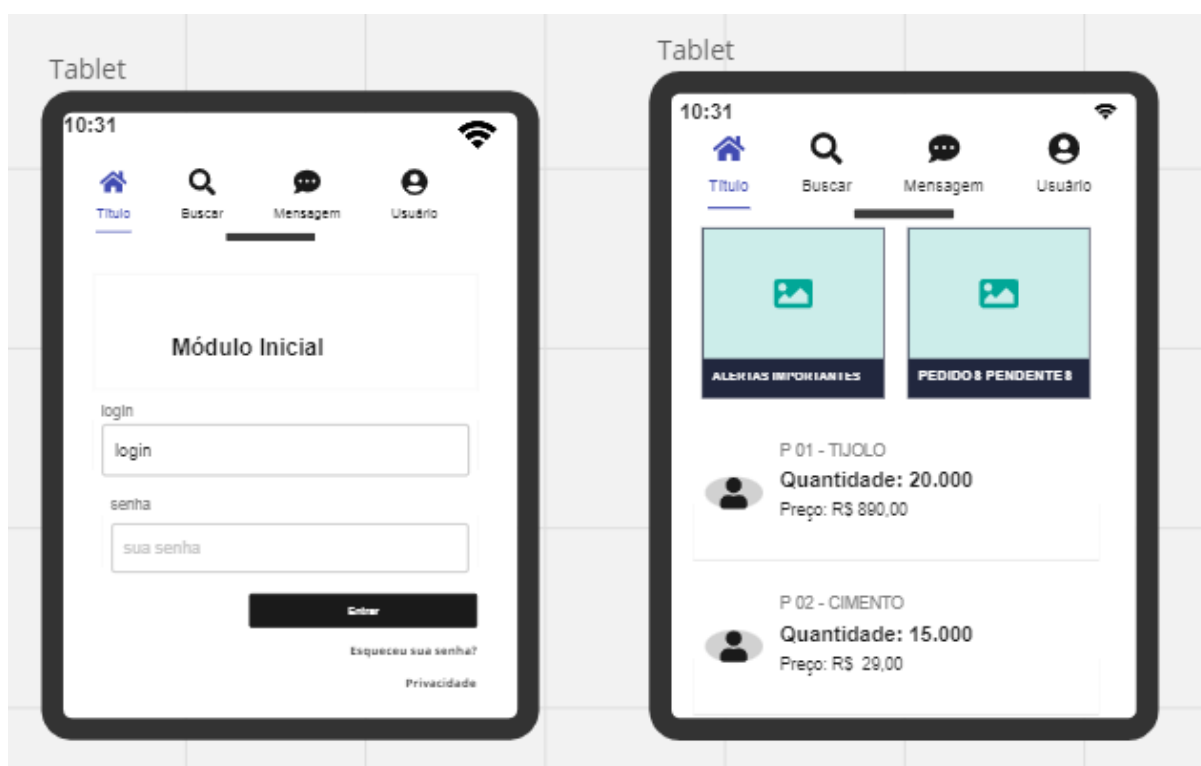 Tablet
10:31
Título Buscar Mensagem Usuário
Módulo Inicial
login
login
senha
sua senha
Entrar
Esqueceu sua senha?
Privacidade
Tablet
10:31
Título Buscar Mensagem Usuário
ALERTAS IMPORTANTES
PEDIDO8 PENDENTE8
P 01 - TIJOLO
Quantidade: 20.000
Preço: R$ 890,00
P 02 - CIMENTO
Quantidade: 15.000
Preço: R$ 29,00